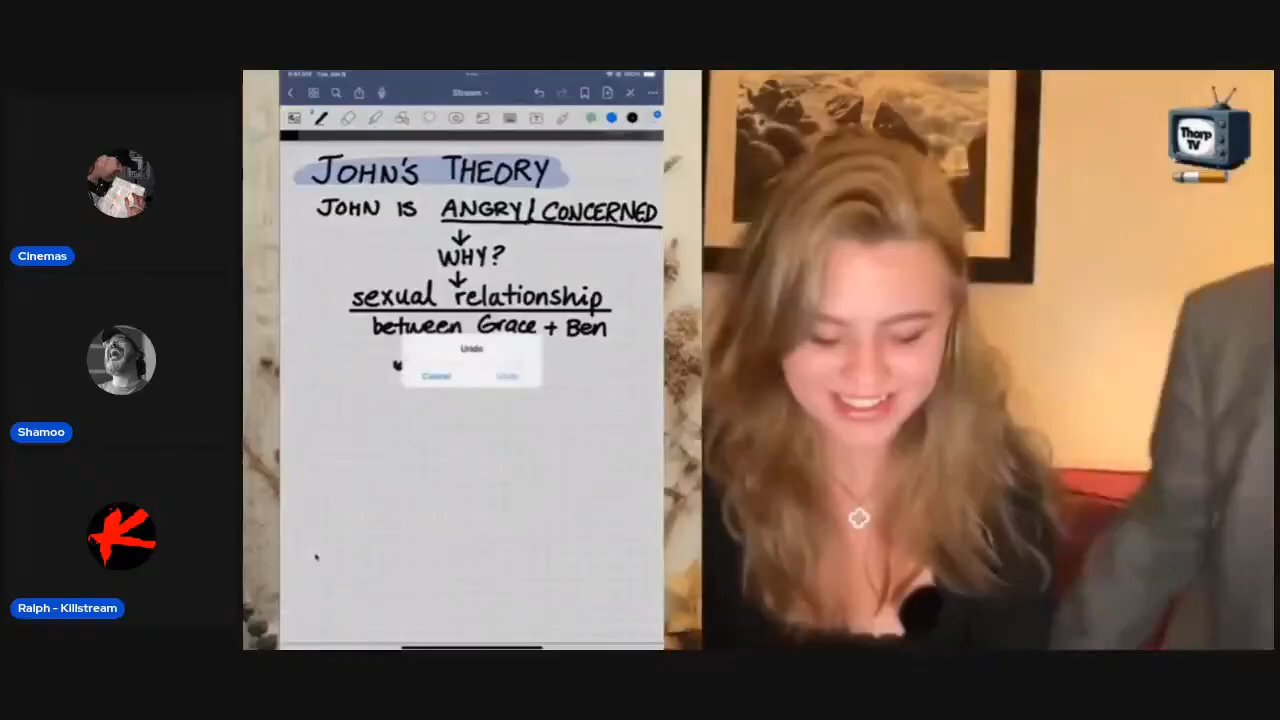 Stream
JOHN'S THEORY
JOHN IS ANGRY/CONCERNED
WHY?
sexual relationship
between Grace + Ben
Undo
Cancel Undo
Thorp
TV
Cinemas
Shamoo
Ralph - Killstream